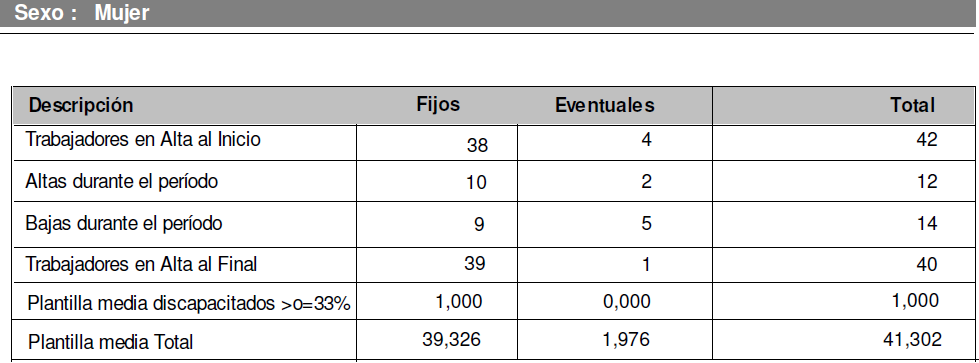 Sexo : Mujer
Descripción Fijos Eventuales Total
Trabajadores en Alta al Inicio 38 4 42
Altas durante el período 10 2 12
Bajas durante el período 9 5 14
Trabajadores en Alta al Final 39 1 40
Plantilla media discapacitados >o=33% 1,000 0,000 1,000
Plantilla media Total 39,326 1,976 41,302